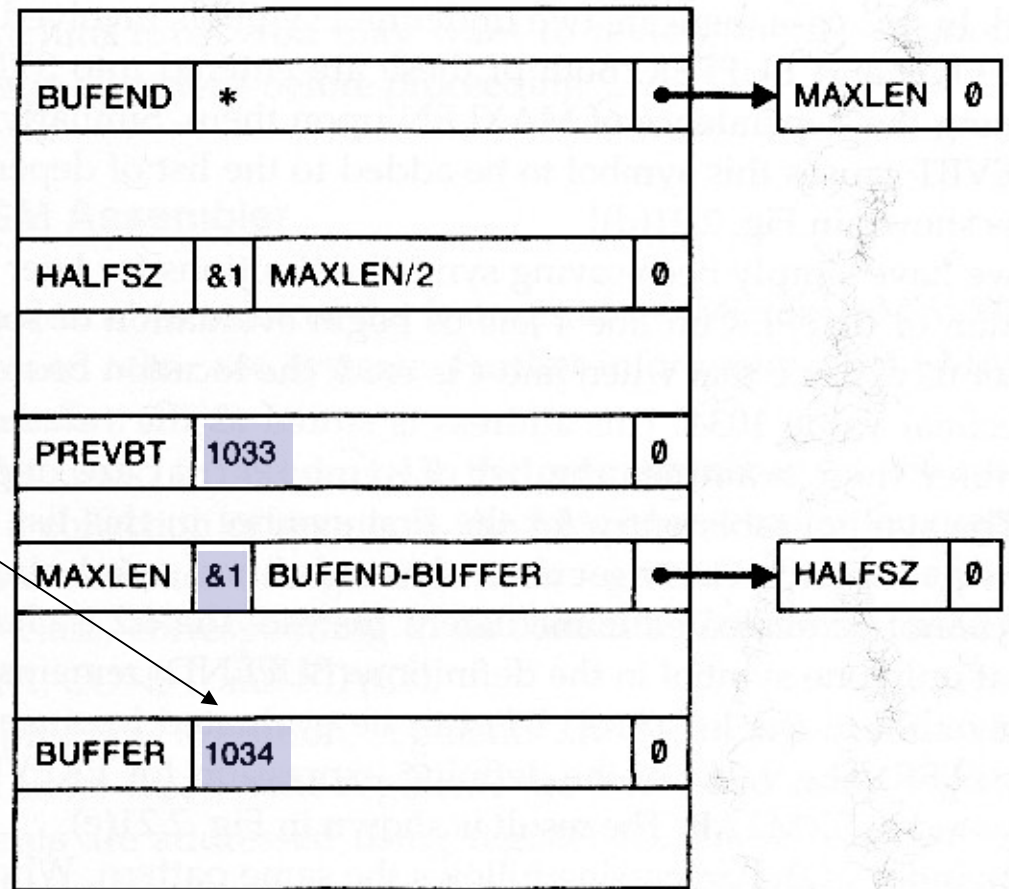 BUFEND * MAXLEN 0
HALFSZ &1 MAXLEN/2 0
PREVBT 1033 0
MAXLEN &1 BUFEND-BUFFER HALFSZ 0
BUFFER 1034 0